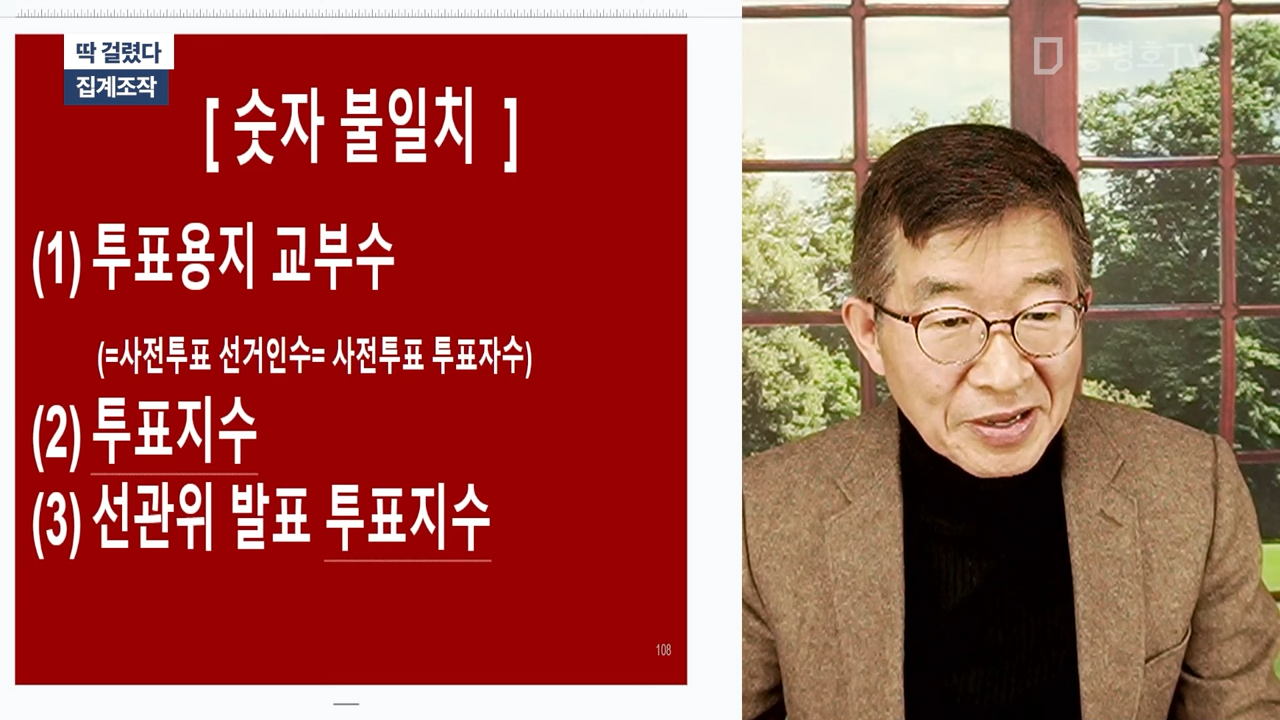 딱 걸렸다
집계조작
[ 숫자 불일치 ]
(1) 투표용지 교부수
(=사전투표 선거인수= 사전투표 투표자수)
(2) 투표지수
(3) 선관위 발표 투표지수
108
공병호TV